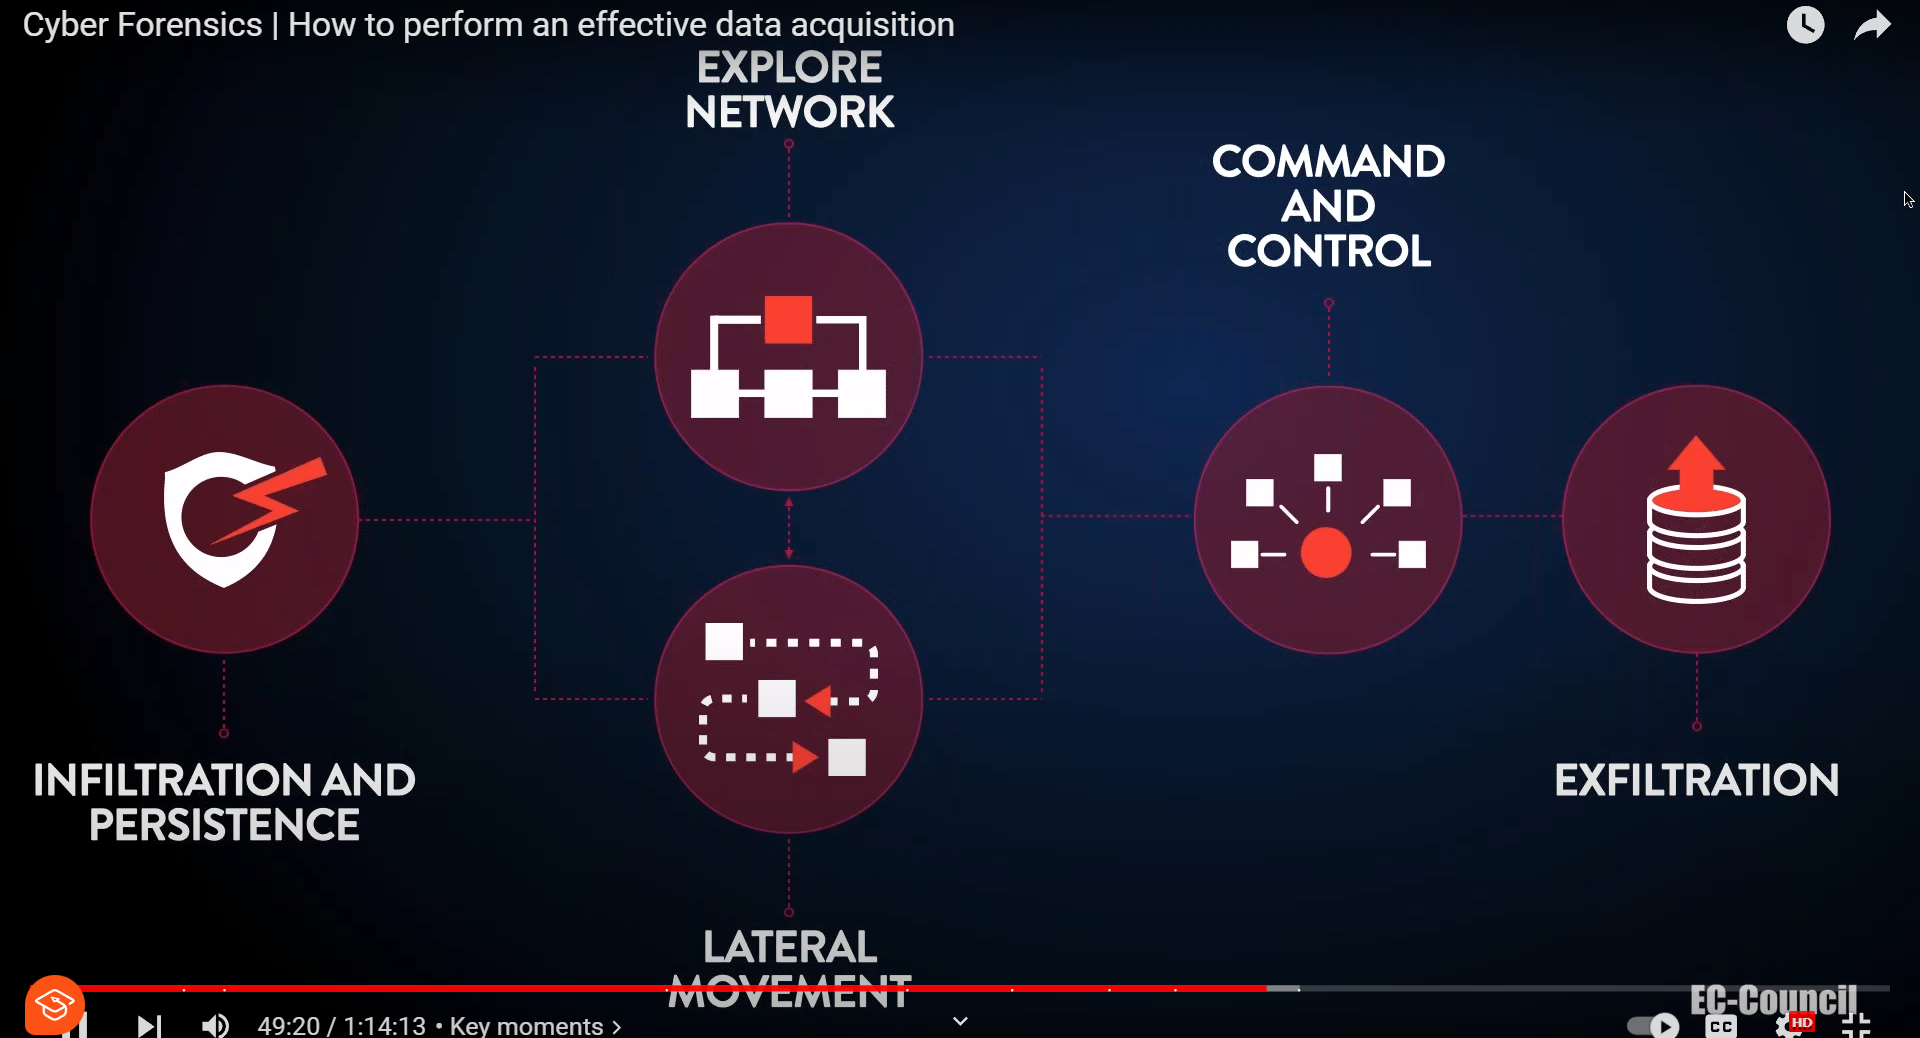 Cyber Forensics | How to perform an effective data acquisition
EXPLORE
NETWORK
COMMAND
AND
CONTROL
INFILTRATION AND
PERSISTENCE
EXFILTRATION
LATERAL
MOVEMENT
EC-Council
49:20 / 1:14:13 • Key moments
CC
HD